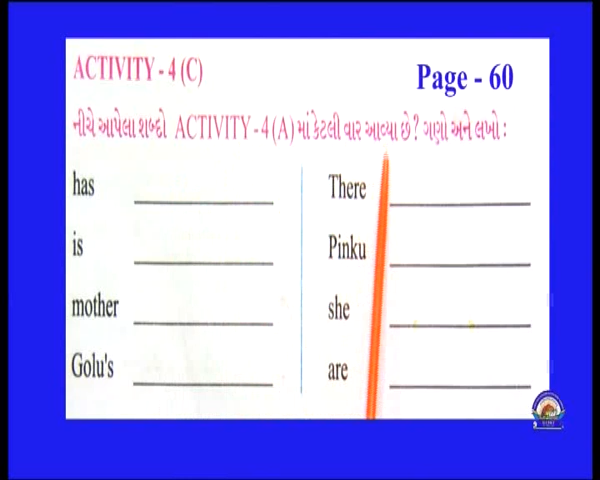 ACTIVITY - 4 (C)
Page - 60
નીચે આપેલા શબ્દો ACTIVITY - 4 (A) માં કેટલી વાર આવ્યા છે? ગણો અને લખો :
has
There
is
Pinku
mother
she
Golu's
are